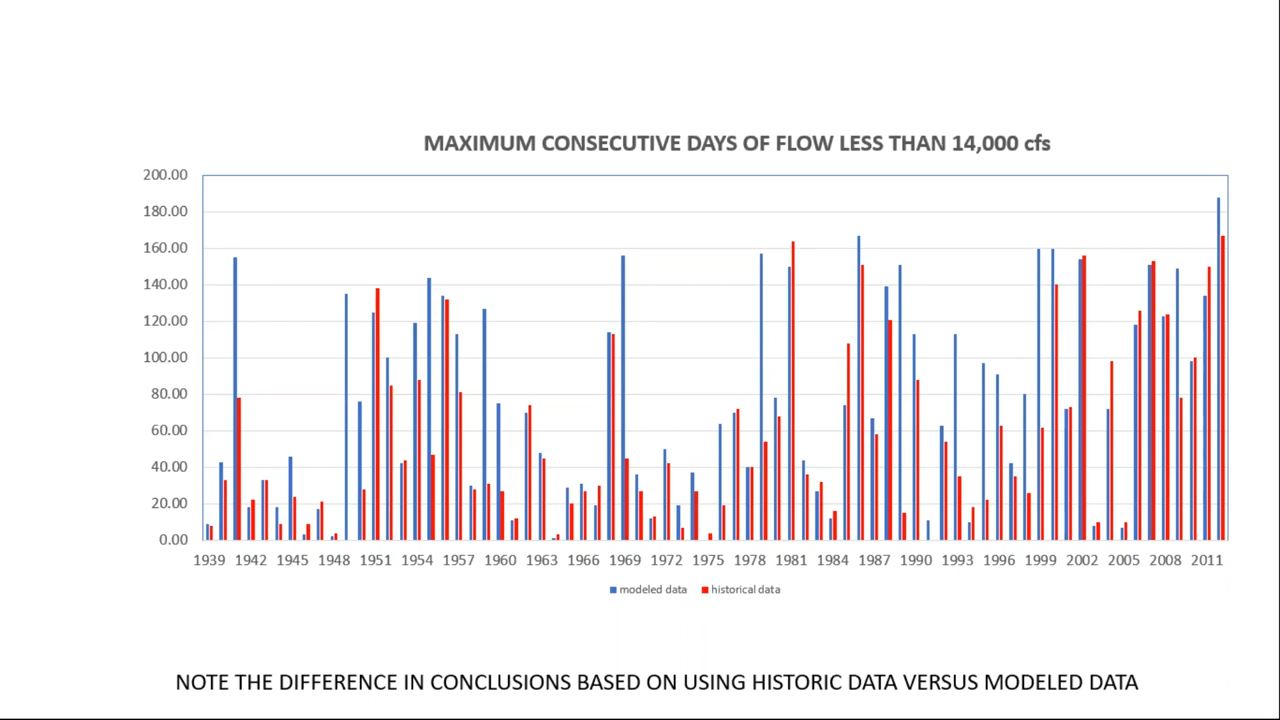 MAXIMUM CONSECUTIVE DAYS OF FLOW LESS THAN 14,000 cfs
200.00
180.00
160.00
140.00
120.00
100.00
80.00
60.00
40.00
20.00
0.00
1939 1942 1945 1948 1951 1954 1957 1960 1963 1966 1969 1972 1975 1978 1981 1984 1987 1990 1993 1996 1999 2002 2005 2008 2011
modeled data historical data
NOTE THE DIFFERENCE IN CONCLUSIONS BASED ON USING HISTORIC DATA VERSUS MODELED DATA